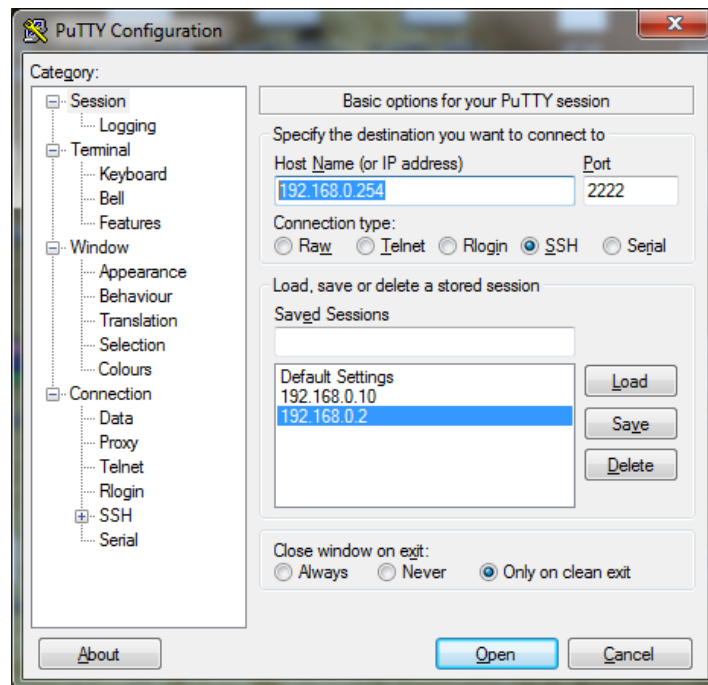 PuTTY Configuration
x
Category:
Session
Logging
Terminal
Keyboard
Bell
Features
Window
Appearance
Behaviour
Translation
Selection
Colours
Connection
Data
Proxy
Telnet
Rlogin
SSH
Serial
Basic options for your PuTTY session
Specify the destination you want to connect to
Host Name (or IP address) Port
192.168.0.254 2222
Connection type:
Raw Telnet Rlogin SSH Serial
Load, save or delete a stored session
Saved Sessions
Default Settings
192.168.0.10
192.168.0.2
Load
Save
Delete
Close window on exit:
Always Never Only on clean exit
About Open Cancel